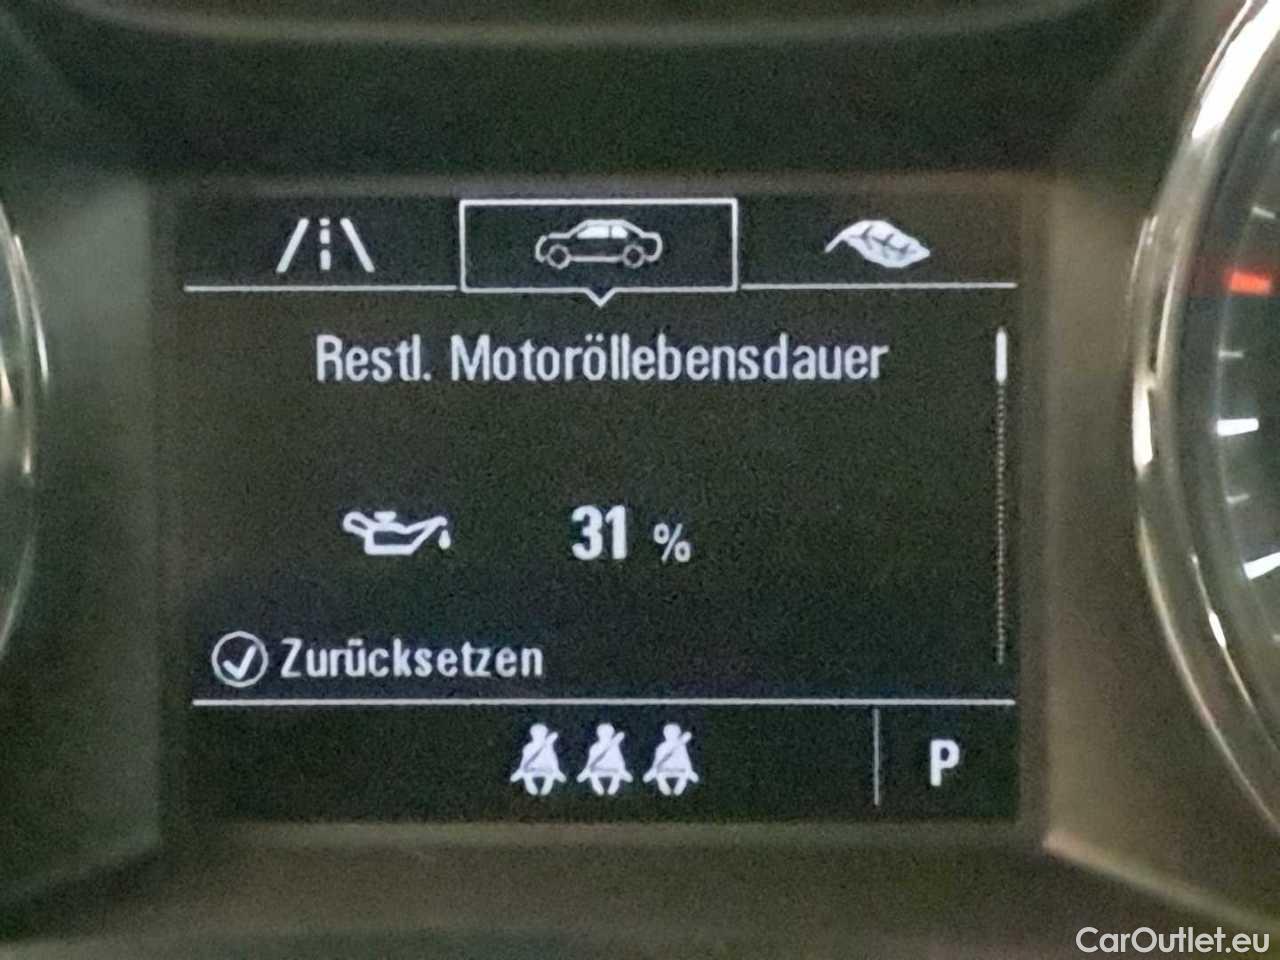 Restl. Motoröllebensdauer
31 %
Zurücksetzen
P
CarOutlet.eu